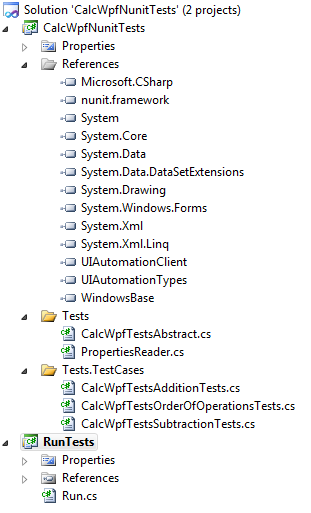 Solution 'CalcWpfNunitTests' (2 projects)
CalcWpfNunitTests
Properties
References
Microsoft.CSharp
nunit.framework
System
System.Core
System.Data
System.Data.DataSetExtensions
System.Drawing
System.Windows.Forms
System.Xml
System.Xml.Linq
UIAutomationClient
UIAutomationTypes
WindowsBase
Tests
CalcWpfTestsAbstract.cs
PropertiesReader.cs
Tests.TestCases
CalcWpfTestsAdditionTests.cs
CalcWpfTestsOrderOfOperationsTests.cs
CalcWpfTestsSubtractionTests.cs
RunTests
Properties
References
Run.cs